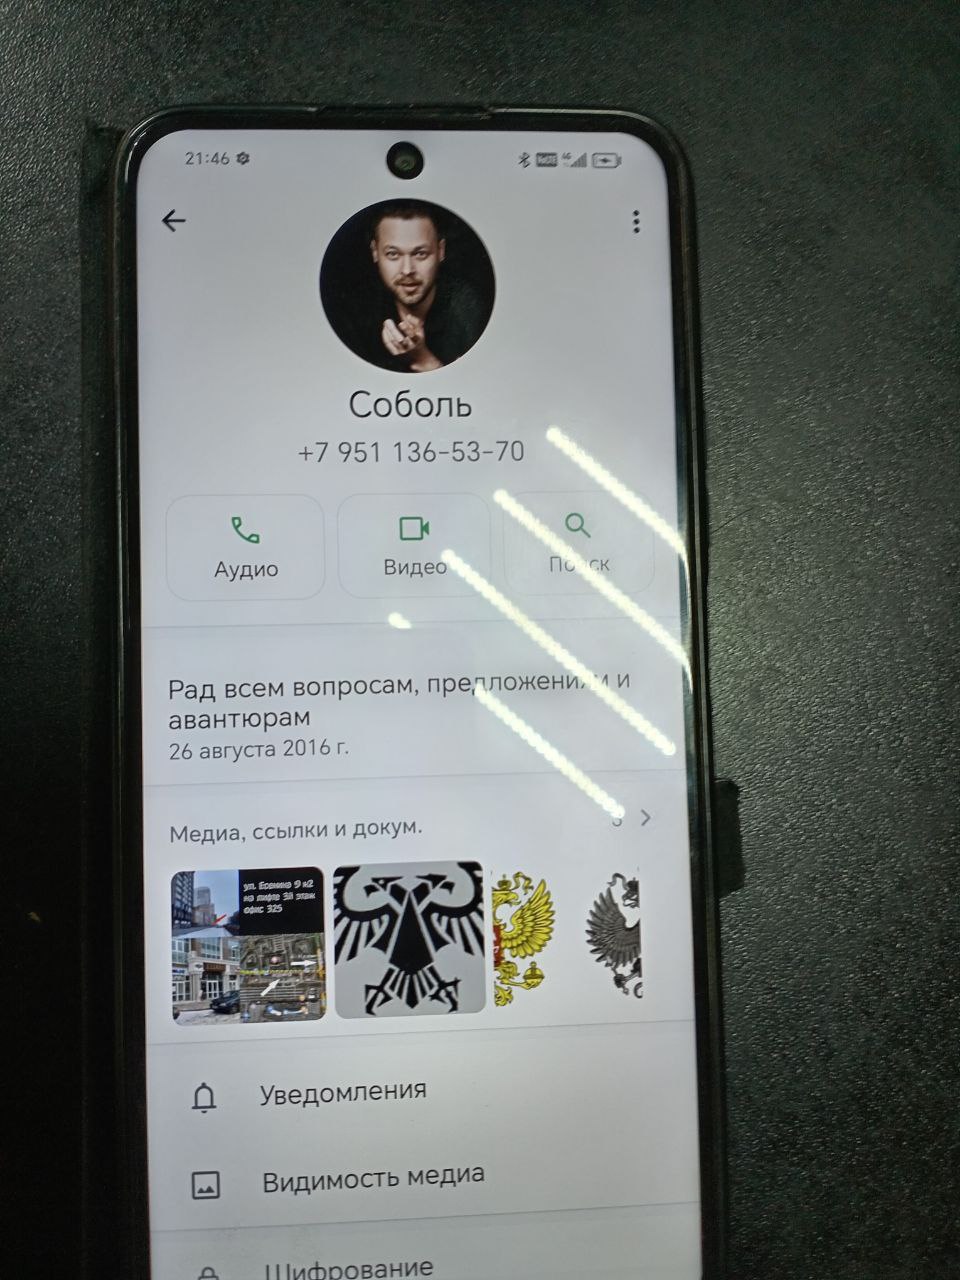 21:46
Соболь
+7 951 136-53-70
Аудио
Видео
Поиск
Рад всем вопросам, предложениям и
авантюрам
26 августа 2016 г.
Медиа, ссылки и докум.
ул. Есенина 9 к2
на лифте 3й этаж
офис 325
Уведомления
Видимость медиа
Шифрование